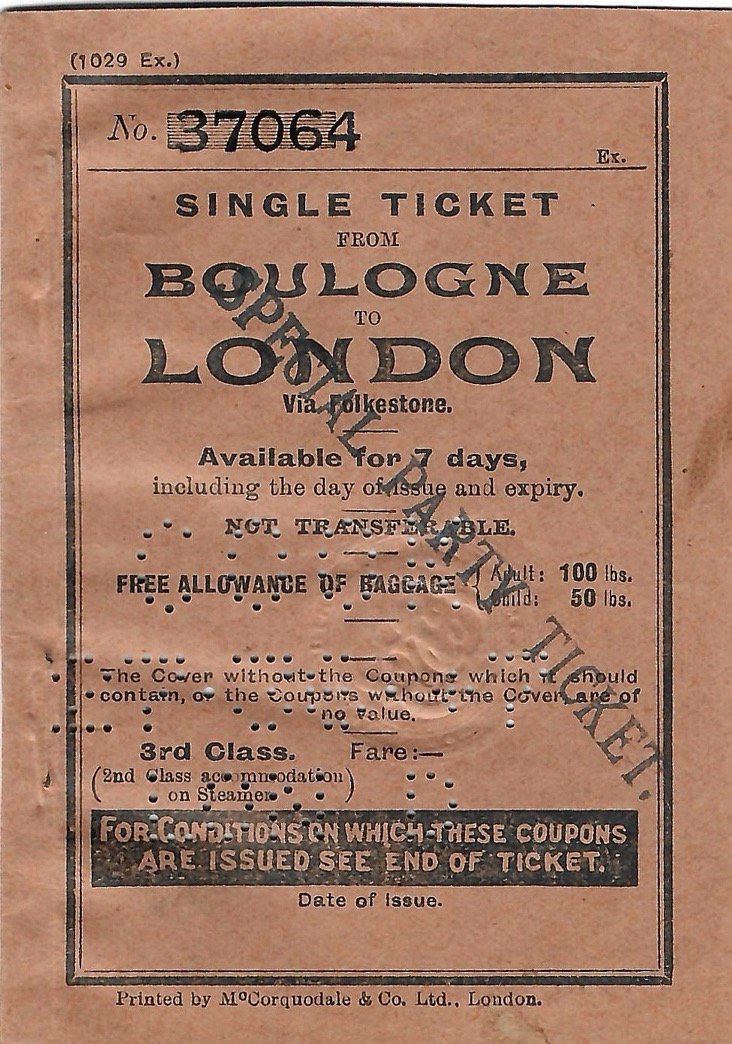 (1029 Ex.)
No. 37064
Ex.
SINGLE TICKET
FROM
BOULOGNE
TO
LONDON
Via Folkestone.
SPECIAL PARTY TICKET.
Available for 7 days,
including the day of issue and expiry.
NOT TRANSFERABLE.
FREE ALLOWANCE OF BAGGAGE { Adult: 100 lbs.
Child: 50 lbs.
The Cover without the Coupons which it should
contain, or the Coupons without the Cover, are of
no value.
3rd Class. Fare:—
(2nd Class accommodation
on Steamer)
FOR CONDITIONS ON WHICH THESE COUPONS
ARE ISSUED SEE END OF TICKET.
Date of Issue.
Printed by McCorquodale & Co. Ltd., London.